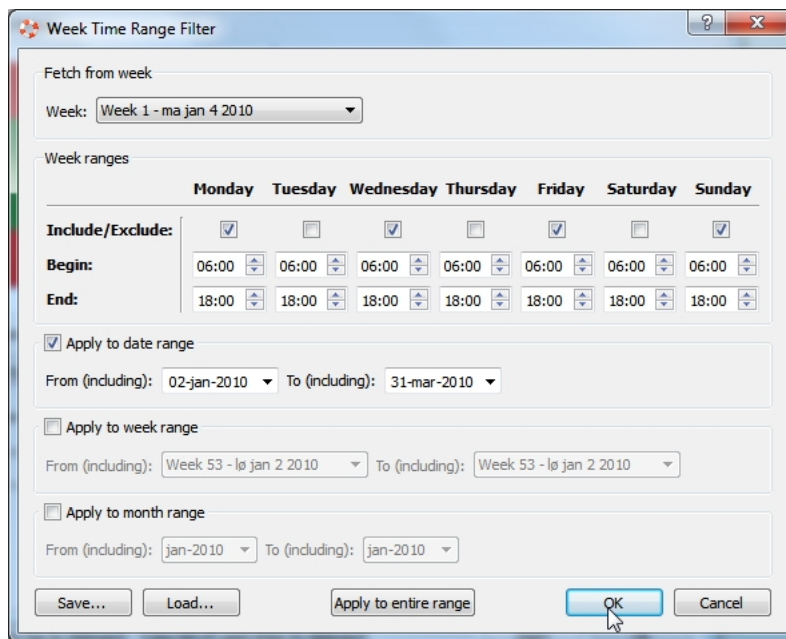 Week Time Range Filter
Fetch from week
Week: Week 1 - ma jan 4 2010
Week ranges
Monday Tuesday Wednesday Thursday Friday Saturday Sunday
Include/Exclude:
Begin: 06:00 06:00 06:00 06:00 06:00 06:00 06:00
End: 18:00 18:00 18:00 18:00 18:00 18:00 18:00
Apply to date range
From (including): 02-jan-2010 To (including): 31-mar-2010
Apply to week range
From (including): Week 53 - lø jan 2 2010 To (including): Week 53 - lø jan 2 2010
Apply to month range
From (including): jan-2010 To (including): jan-2010
Save... Load... Apply to entire range OK Cancel